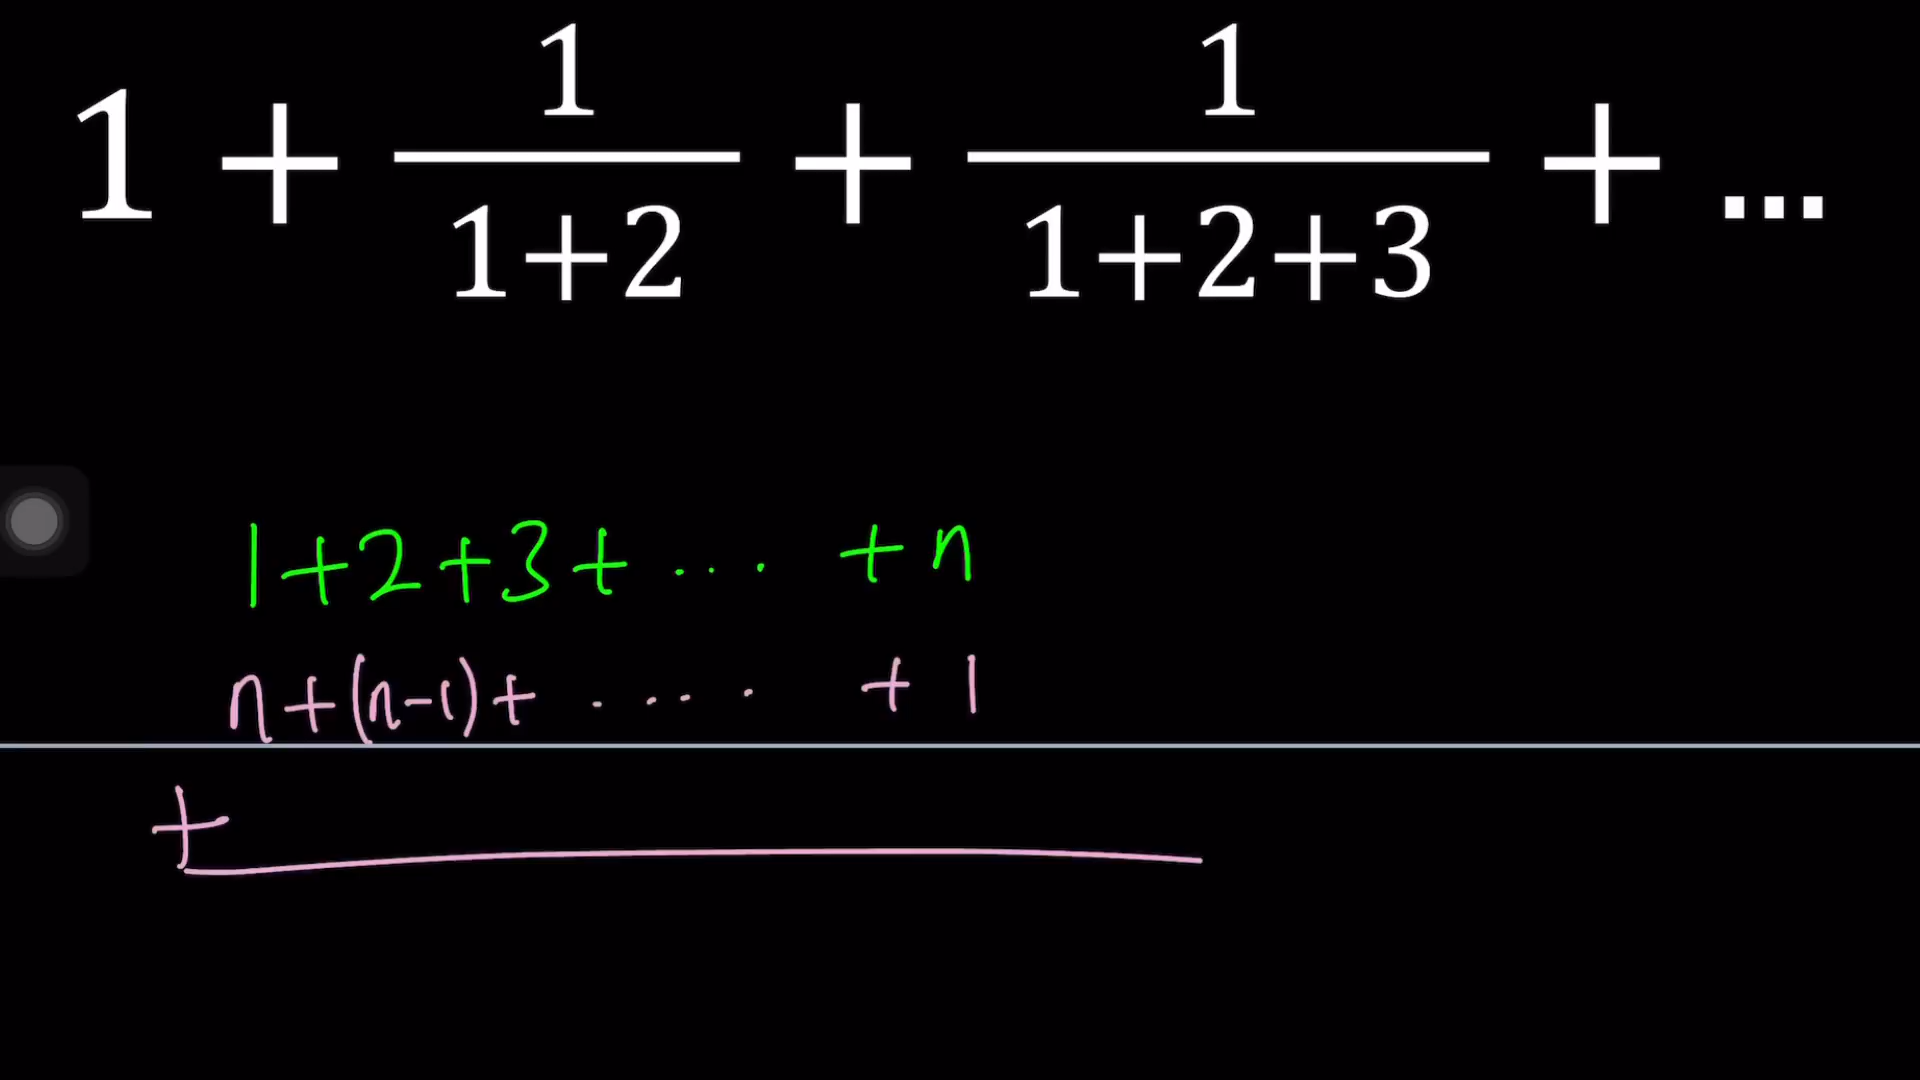 1 + 1/(1+2) + 1/(1+2+3) + ...
1+2+3+ ... +n
n+(n-1)+ .... +1
+